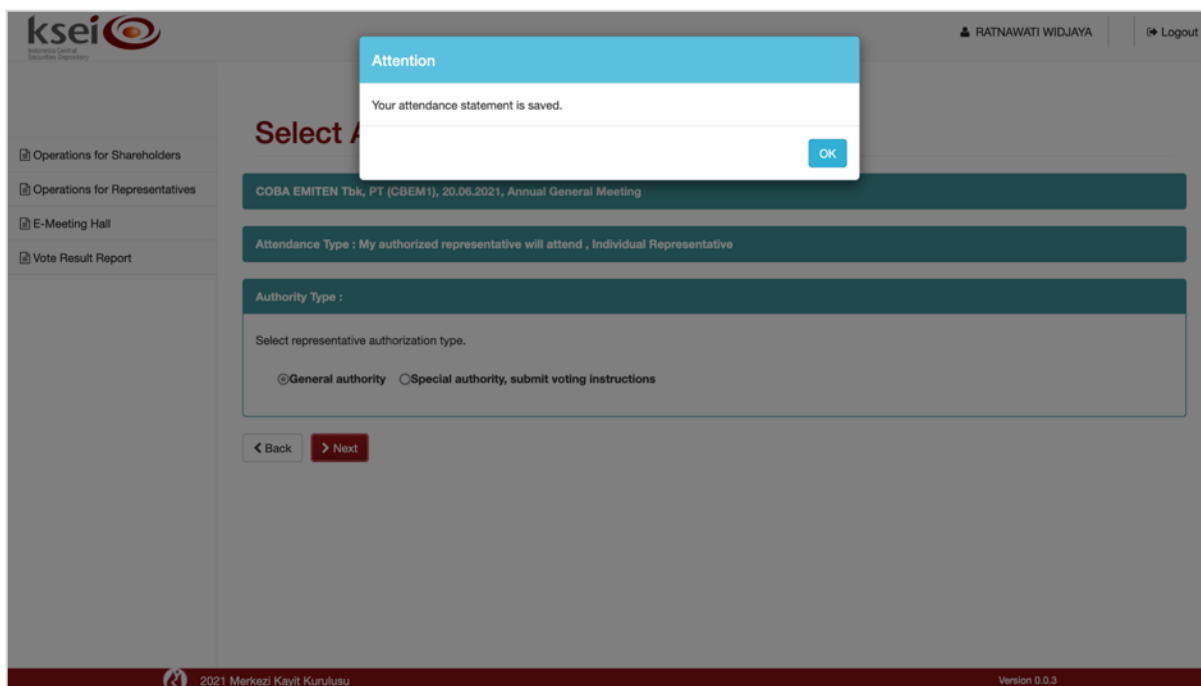 ksei
Indonesia Central
Securities Depository
RATNAWATI WIDJAYA
Logout
Attention
Your attendance statement is saved.
OK
Select A
Operations for Shareholders
Operations for Representatives
E-Meeting Hall
Vote Result Report
COBA EMITEN Tbk, PT (CBEM1), 20.06.2021, Annual General Meeting
Attendance Type : My authorized representative will attend , Individual Representative
Authority Type :
Select representative authorization type.
General authority Special authority, submit voting instructions
Back Next
2021 Merkezi Kayit Kurulusu
Version 0.0.3